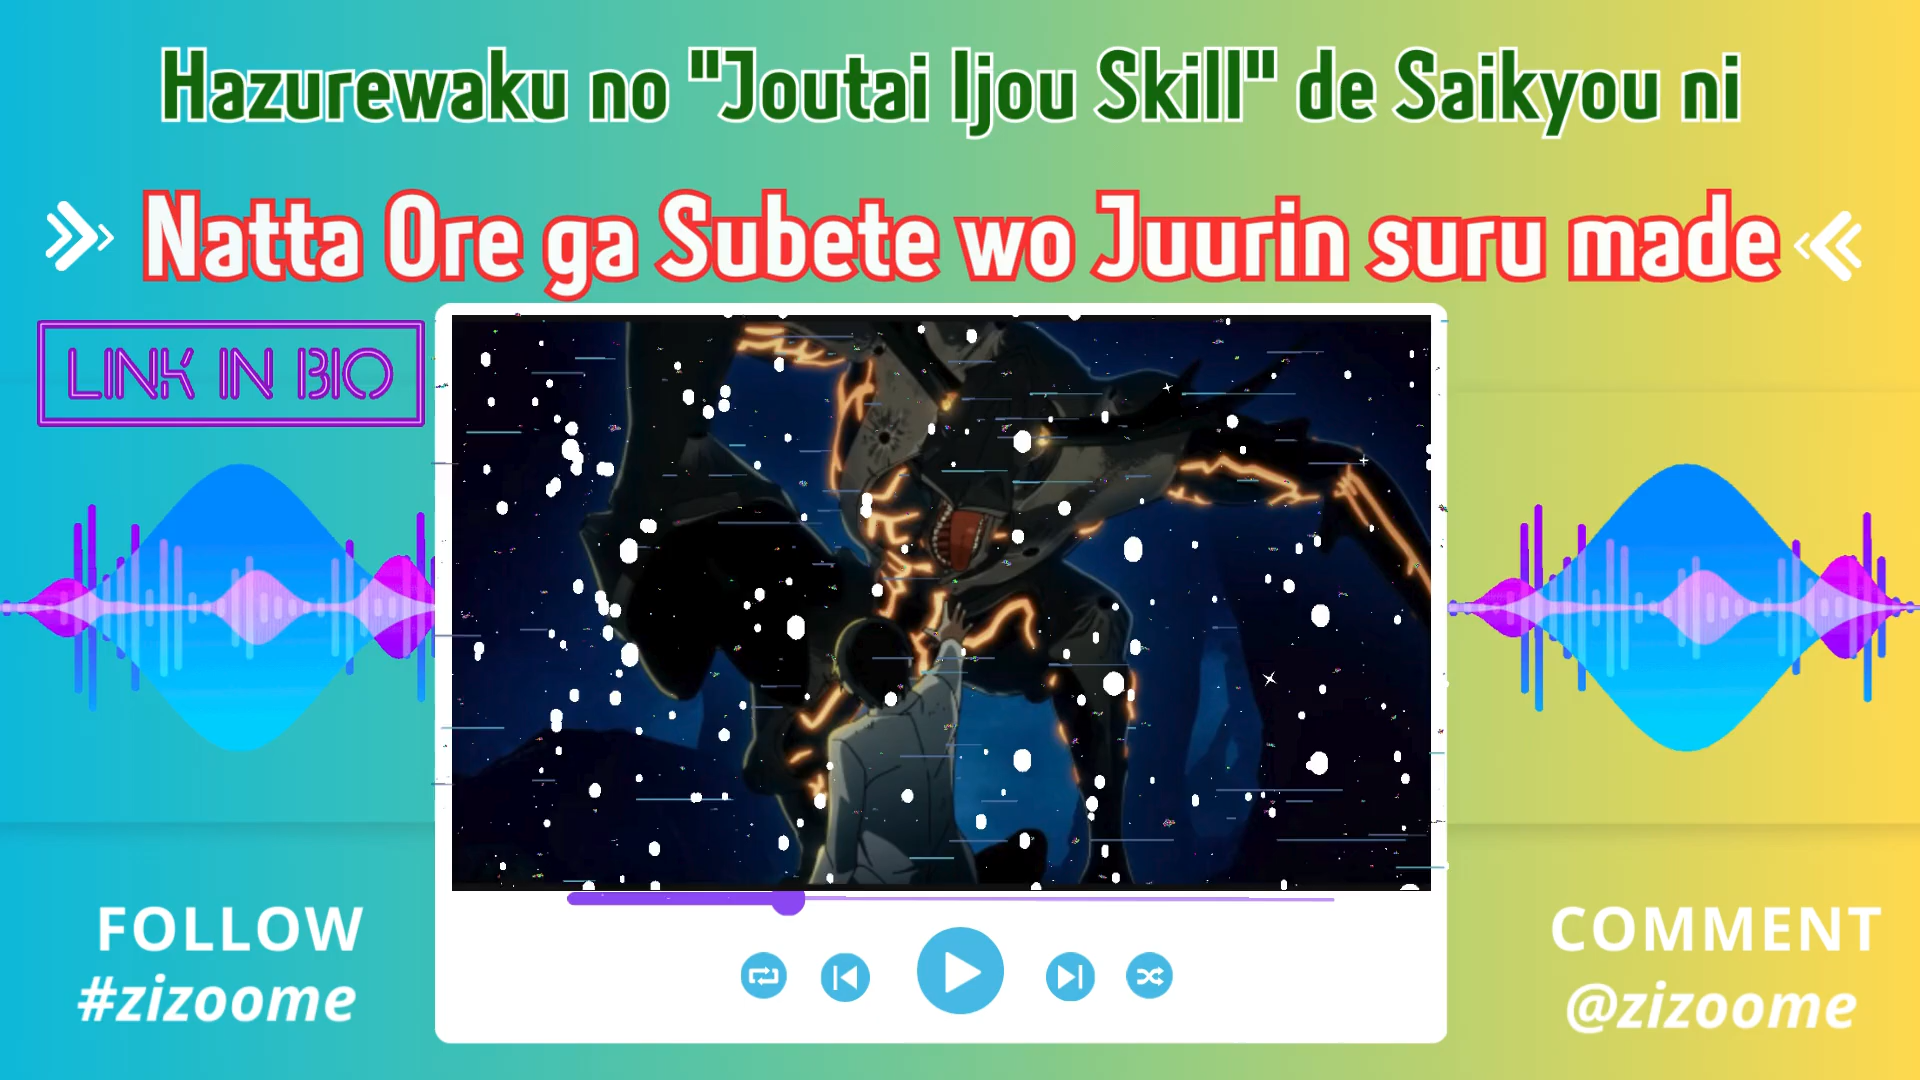 Hazurewaku no "Joutai Ijou Skill" de Saikyou ni
Natta Ore ga Subete wo Juurin suru made
LINK IN BIO
FOLLOW
#zizoome
COMMENT
@zizoome